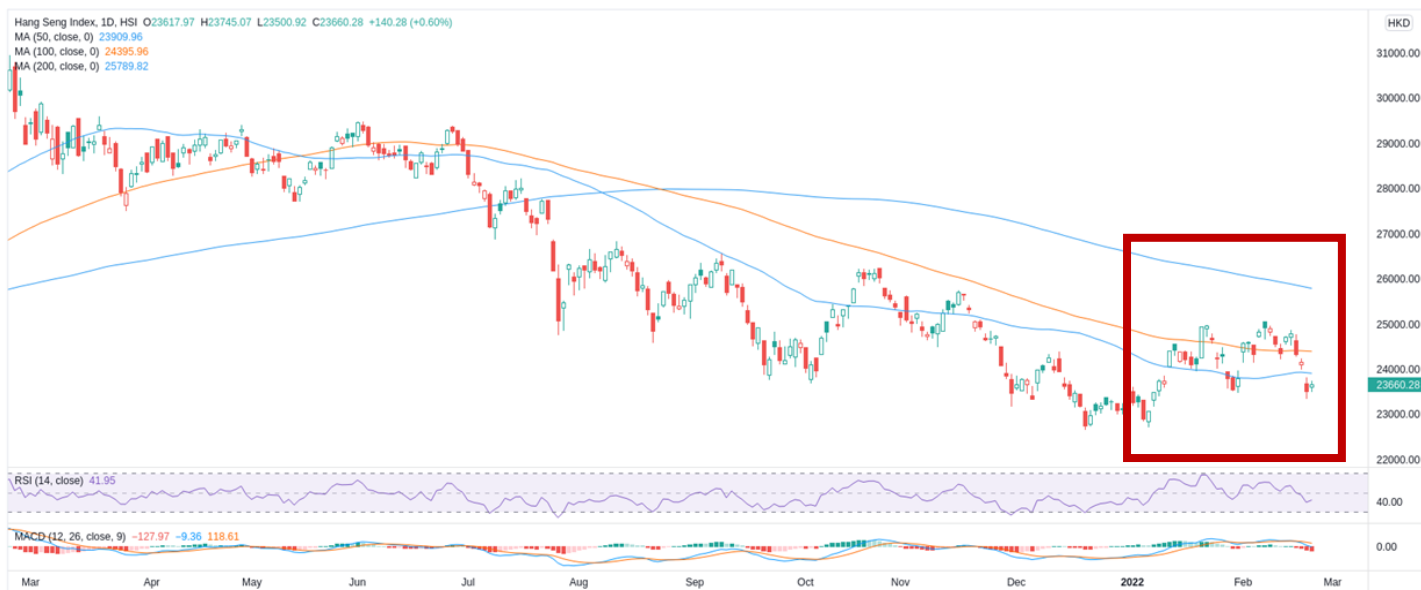 Hang Seng Index, 1D, HSI O23617.97 H23745.07 L23500.92 C23660.28 +140.28 (+0.60%)
HKD
MA (50, close, 0) 23909.96
MA (100, close, 0) 24395.96
MA (200, close, 0) 25789.82
31000.00
30000.00
29000.00
28000.00
27000.00
26000.00
25000.00
24000.00
23660.28
23000.00
22000.00
RSI (14, close) 41.95
40.00
MACD (12, 26, close, 9) −127.97 −9.36 118.61
0.00
Mar Apr May Jun Jul Aug Sep Oct Nov Dec 2022 Feb Mar